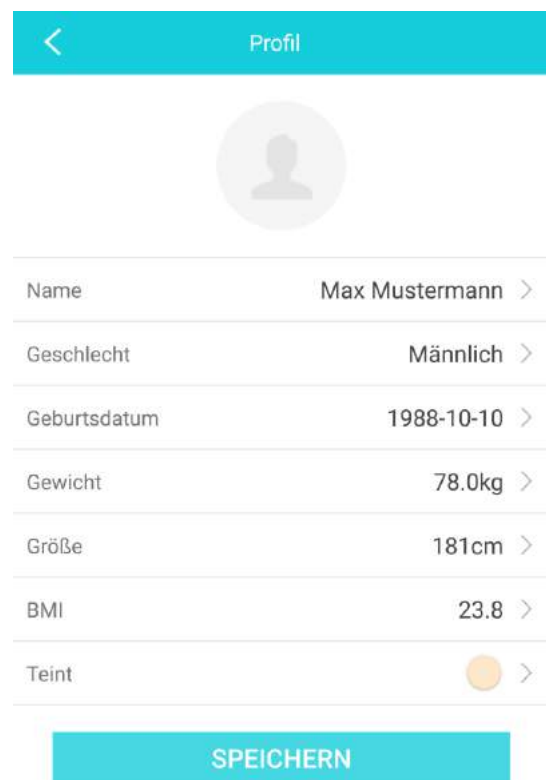 Profil
Name Max Mustermann
Geschlecht Männlich
Geburtsdatum 1988-10-10
Gewicht 78.0kg
Größe 181cm
BMI 23.8
Teint
SPEICHERN